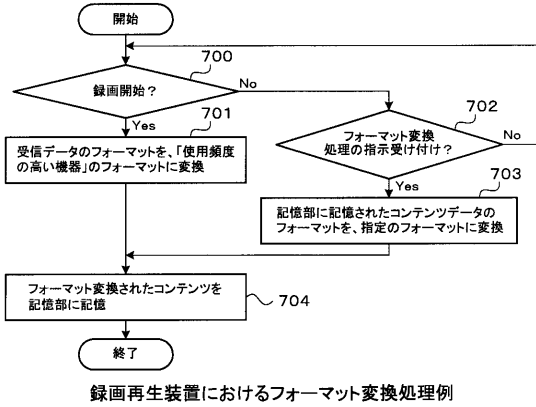 開始
700
録画開始？
No
Yes
701
受信データのフォーマットを、「使用頻度
の高い機器」のフォーマットに変換
702
フォーマット変換
処理の指示受け付け？
No
Yes
703
記憶部に記憶されたコンテンツデータの
フォーマットを、指定のフォーマットに変換
フォーマット変換されたコンテンツを
記憶部に記憶
704
終了
録画再生装置におけるフォーマット変換処理例